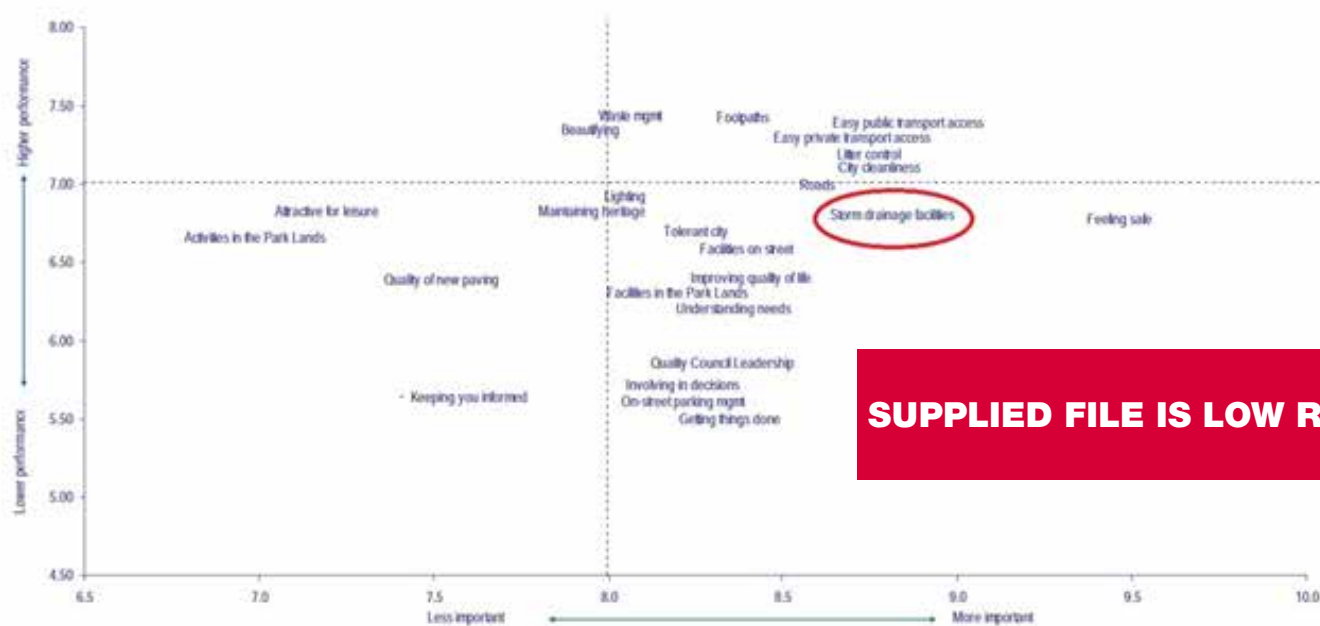 8.00
Higher performance
7.50
Waste mgmt
Footpaths
Easy public transport access
Beautifying
Easy private transport access
Litter control
City cleanliness
7.00
Roads
Lighting
Attractive for leisure
Maintaining heritage
Storm drainage facilities
Feeling safe
Tolerant city
Activities in the Park Lands
Facilities on street
6.50
Quality of new paving
Improving quality of life
Facilities in the Park Lands
Understanding needs
6.00
Quality Council Leadership
Involving in decisions
Keeping you informed
On-street parking mgmt
5.50
Getting things done
SUPPLIED FILE IS LOW R
Lower performance
5.00
4.50
6.5 7.0 7.5 8.0 8.5 9.0 9.5 10.0
Less important
More important